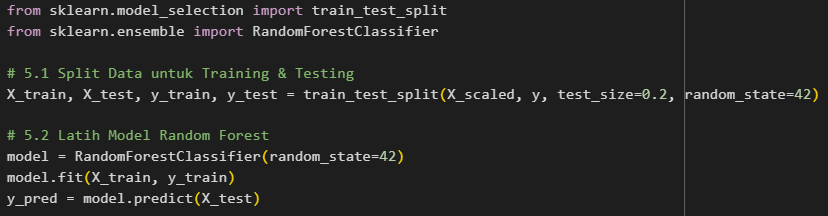 from sklearn.model_selection import train_test_split
from sklearn.ensemble import RandomForestClassifier
# 5.1 Split Data untuk Training & Testing
X_train, X_test, y_train, y_test = train_test_split(X_scaled, y, test_size=0.2, random_state=42)
# 5.2 Latih Model Random Forest
model = RandomForestClassifier(random_state=42)
model.fit(X_train, y_train)
y_pred = model.predict(X_test)